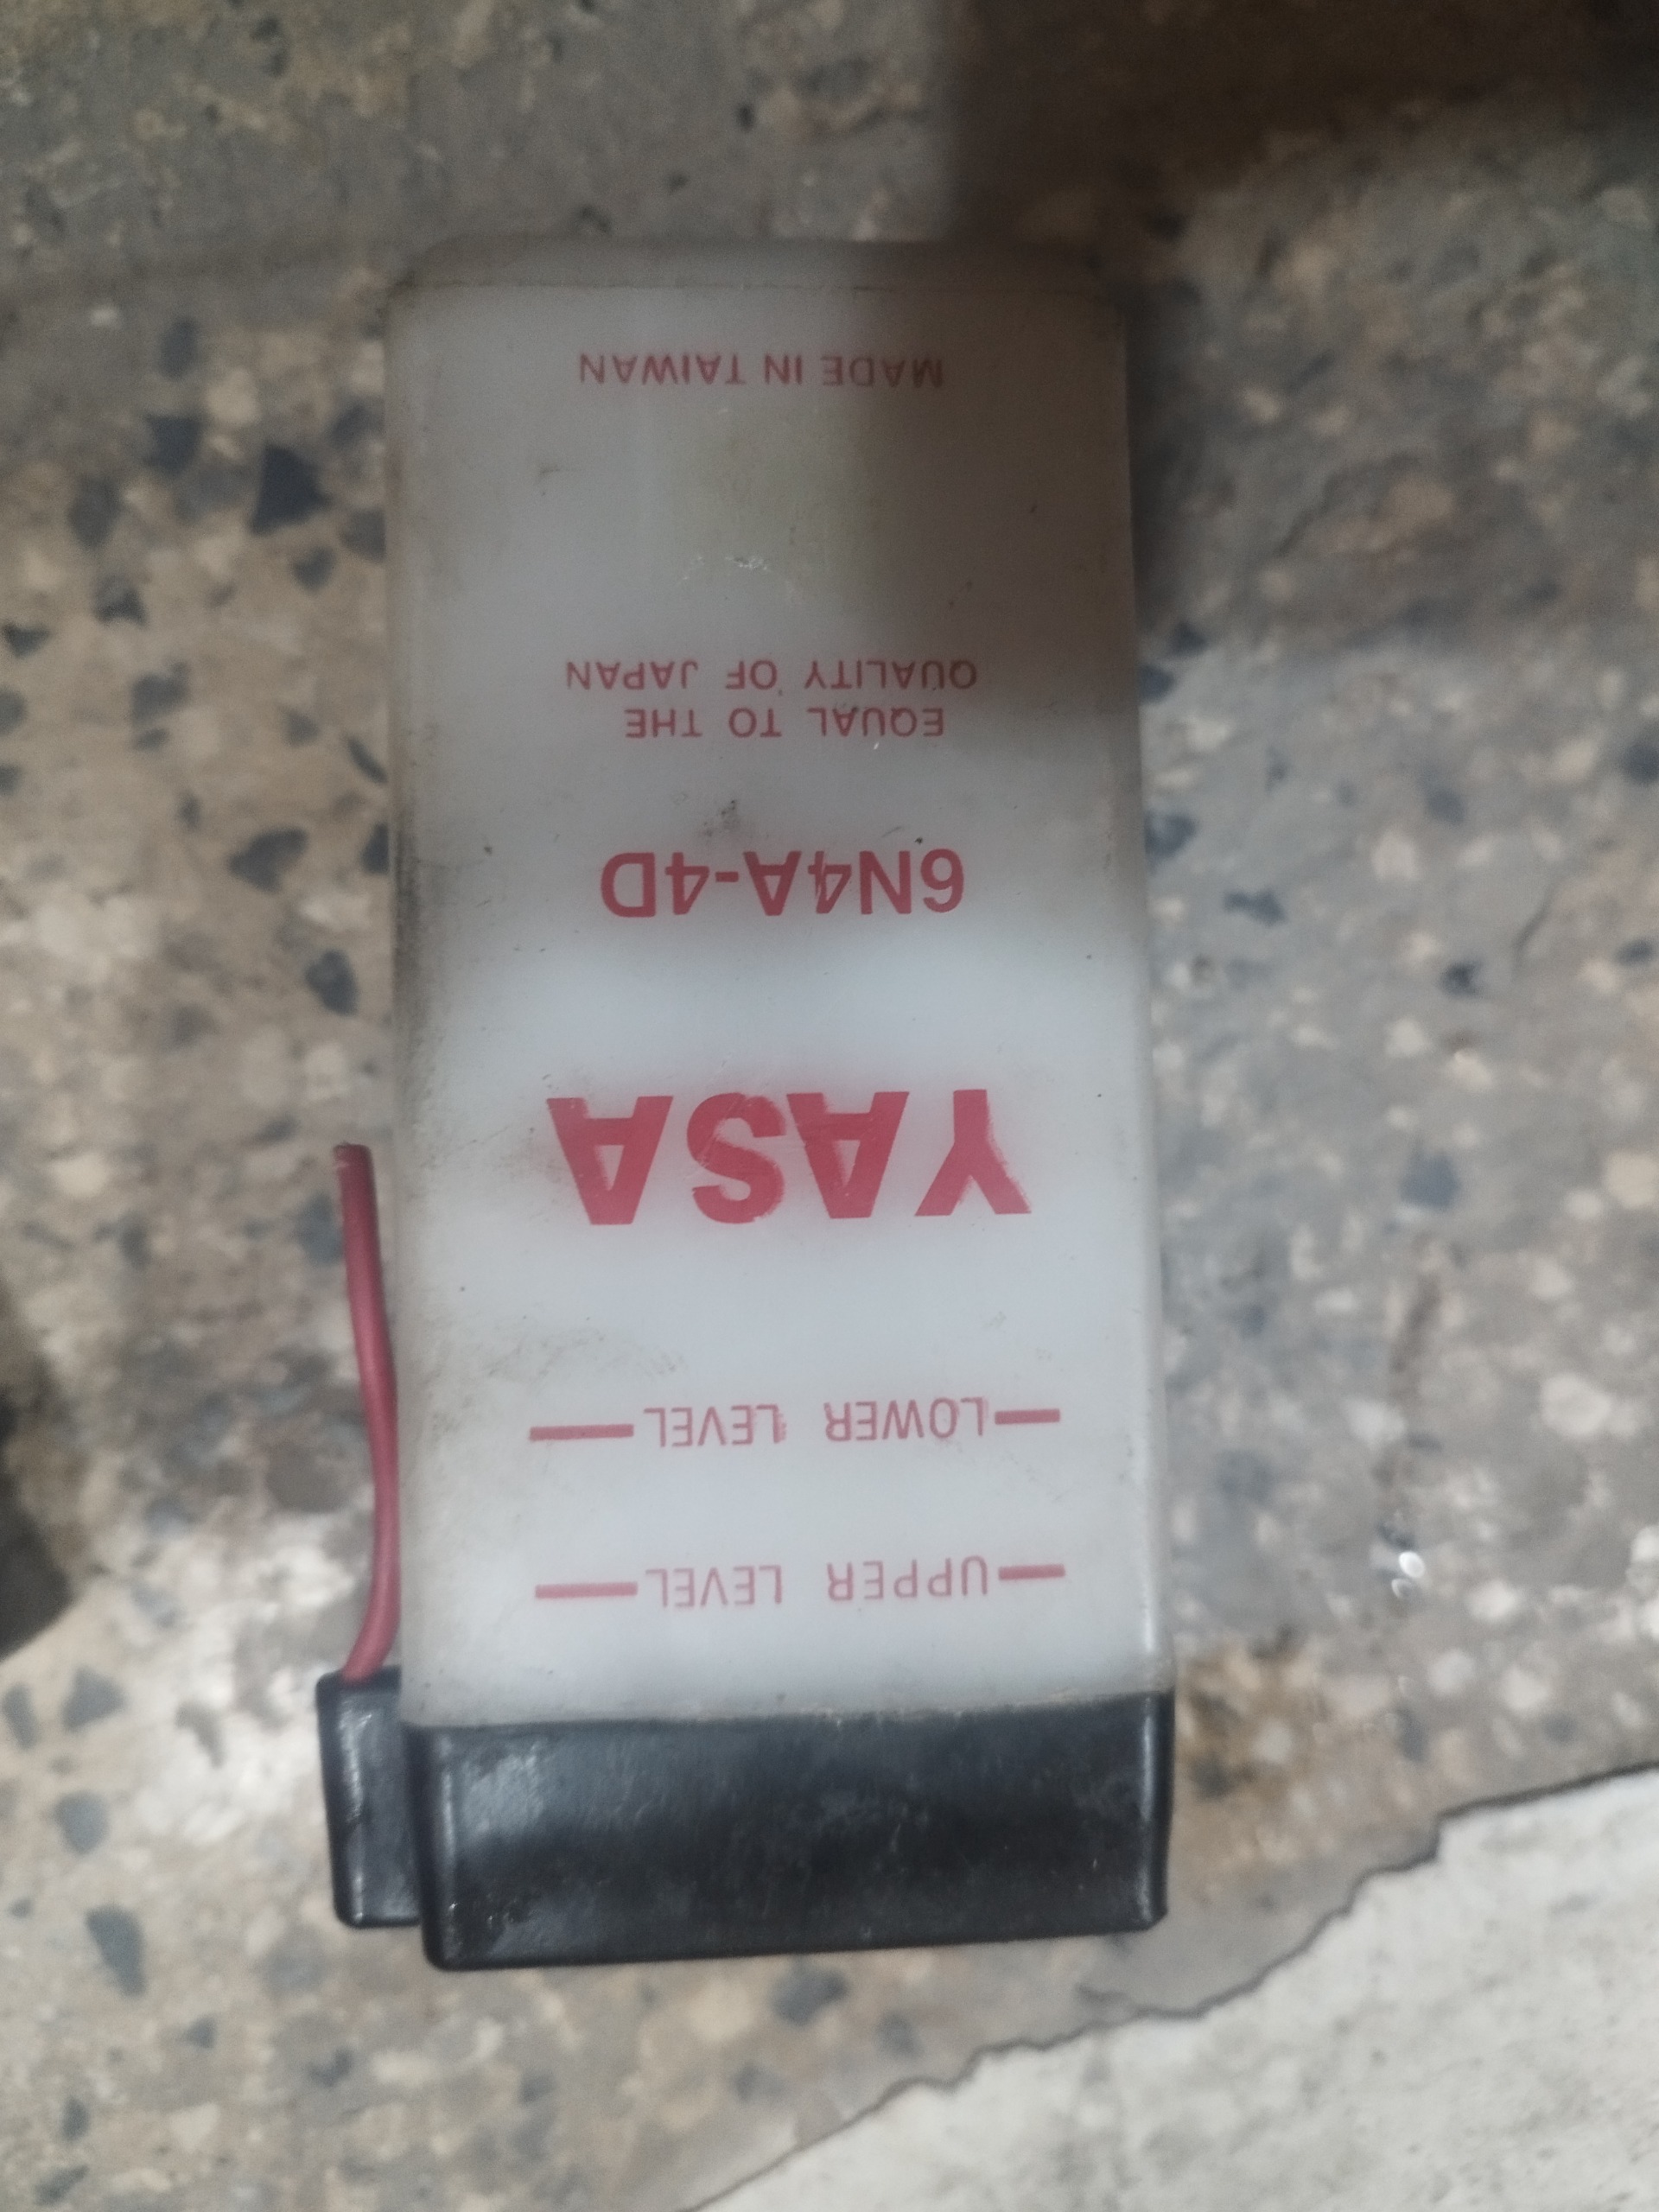 UPPER LEVEL
LOWER LEVEL
YASA
6N4A-4D
EQUAL TO THE
QUALITY OF JAPAN
MADE IN TAIWAN